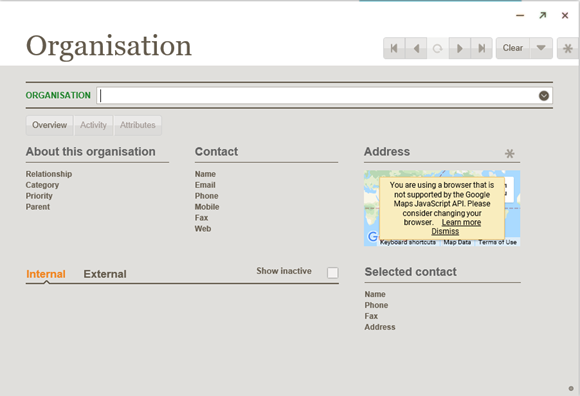 Organisation
Clear
ORGANISATION
Overview Activity Attributes
About this organisation
Relationship
Category
Priority
Parent
Contact
Name
Email
Phone
Mobile
Fax
Web
Address
You are using a browser that is
not supported by the Google
Maps JavaScript API. Please
consider changing your
browser. Learn more
Dismiss
Keyboard shortcuts Map Data Terms of Use
Internal External Show inactive
Selected contact
Name
Phone
Fax
Address